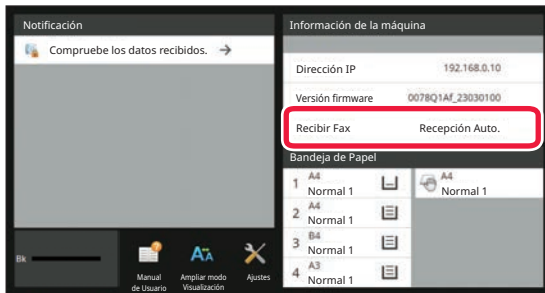 Notificación
Compruebe los datos recibidos. →
Bk
Manual
de Usuario
Ampliar modo
Visualización
Ajustes
Información de la máquina
Dirección IP 192.168.0.10
Versión firmware 0078Q1Af_23030100
Recibir Fax Recepción Auto.
Bandeja de Papel
1 A4
Normal 1
2 A4
Normal 1
3 B4
Normal 1
4 A3
Normal 1
A4
Normal 1